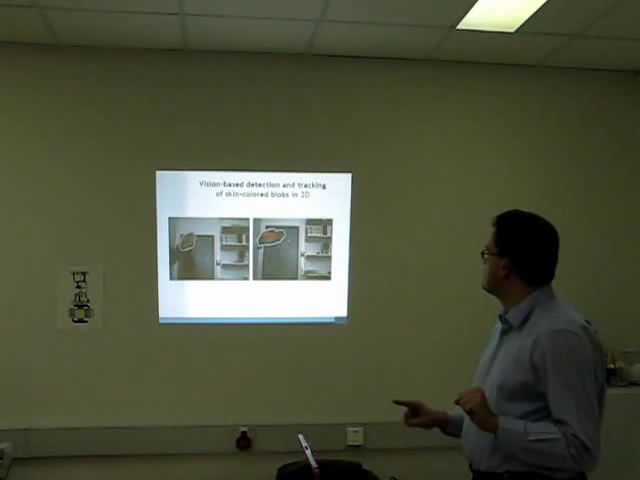 Vision-based detection and tracking
of skin-colored blobs in 2D